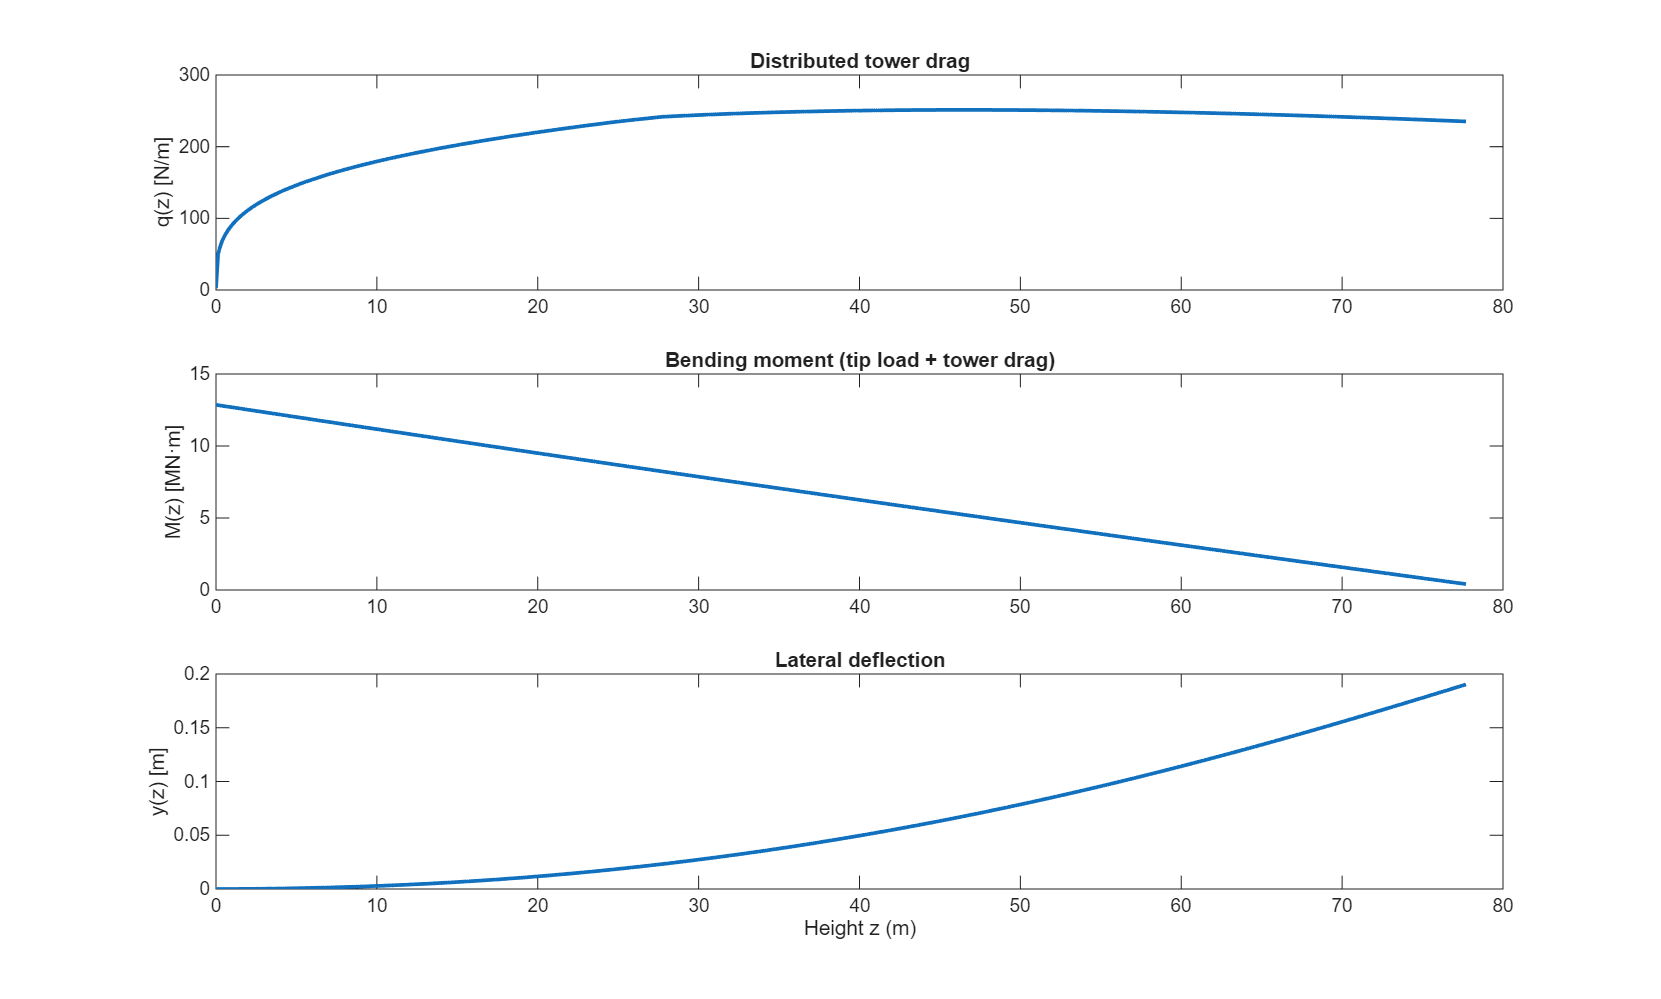 Distributed tower drag
q(z) [N/m]
300
200
100
0
0 10 20 30 40 50 60 70 80
Bending moment (tip load + tower drag)
M(z) [MN·m]
15
10
5
0
0 10 20 30 40 50 60 70 80
Lateral deflection
y(z) [m]
0.2
0.15
0.1
0.05
0
0 10 20 30 40 50 60 70 80
Height z (m)